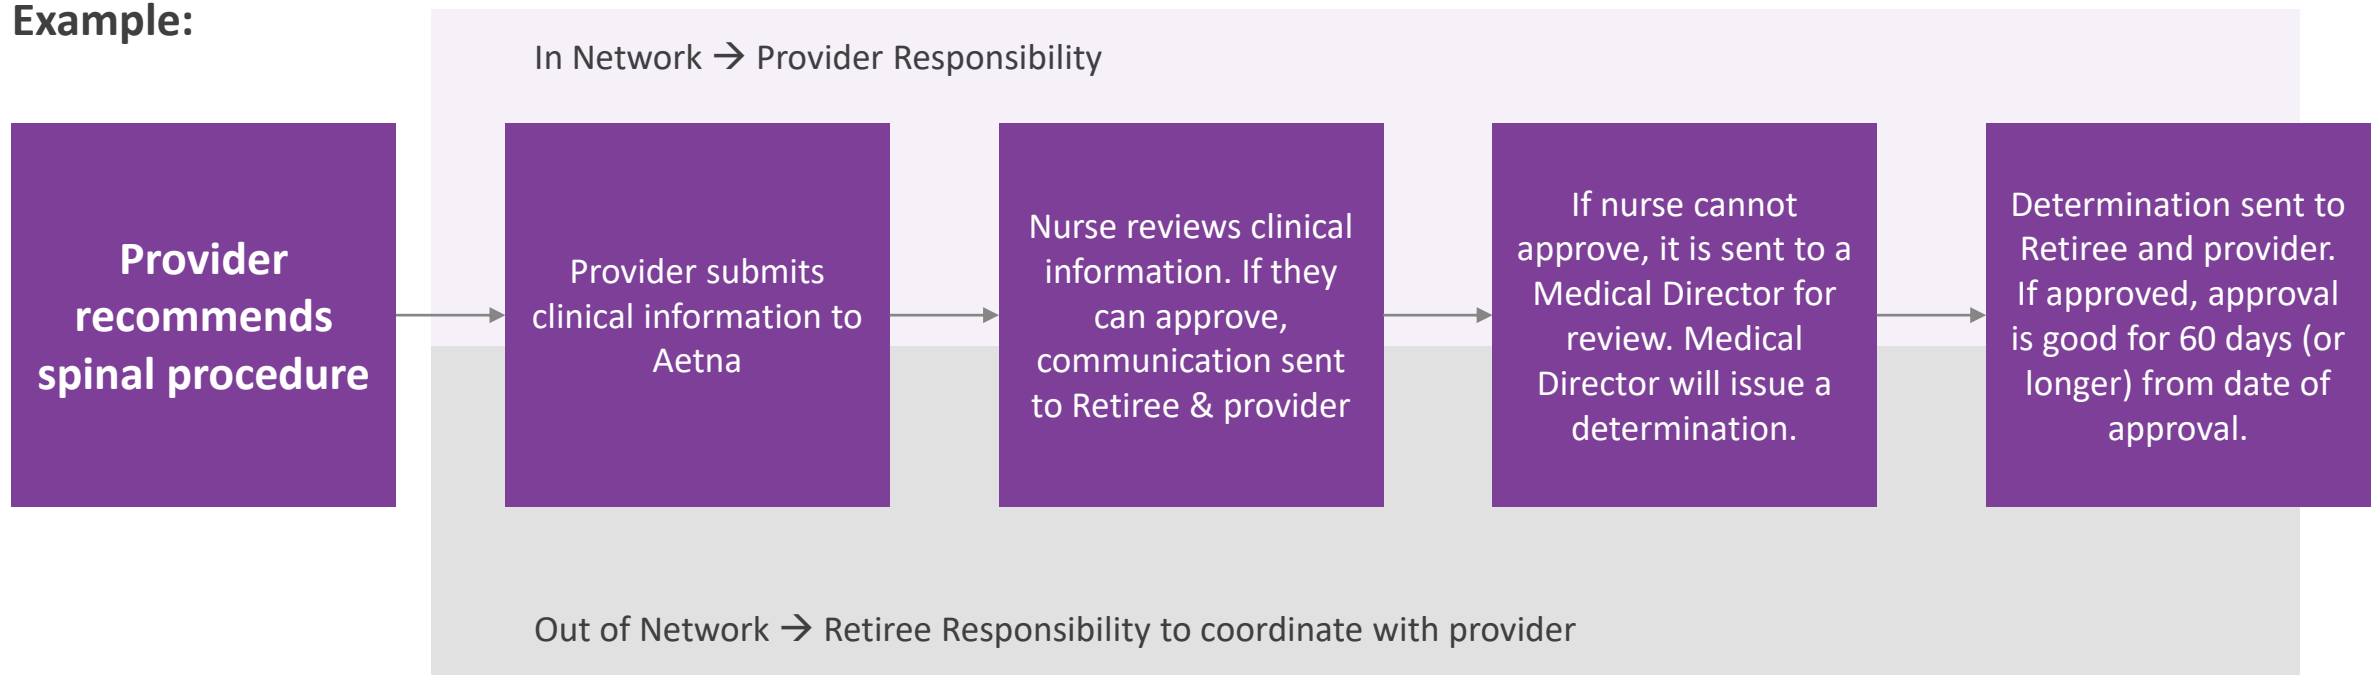 Example:
In Network → Provider Responsibility
Provider
recommends
spinal procedure
Provider submits
clinical information to
Aetna
Nurse reviews clinical
information. If they
can approve,
communication sent
to Retiree & provider
If nurse cannot
approve, it is sent to a
Medical Director for
review. Medical
Director will issue a
determination.
Determination sent to
Retiree and provider.
If approved, approval
is good for 60 days (or
longer) from date of
approval.
Out of Network → Retiree Responsibility to coordinate with provider